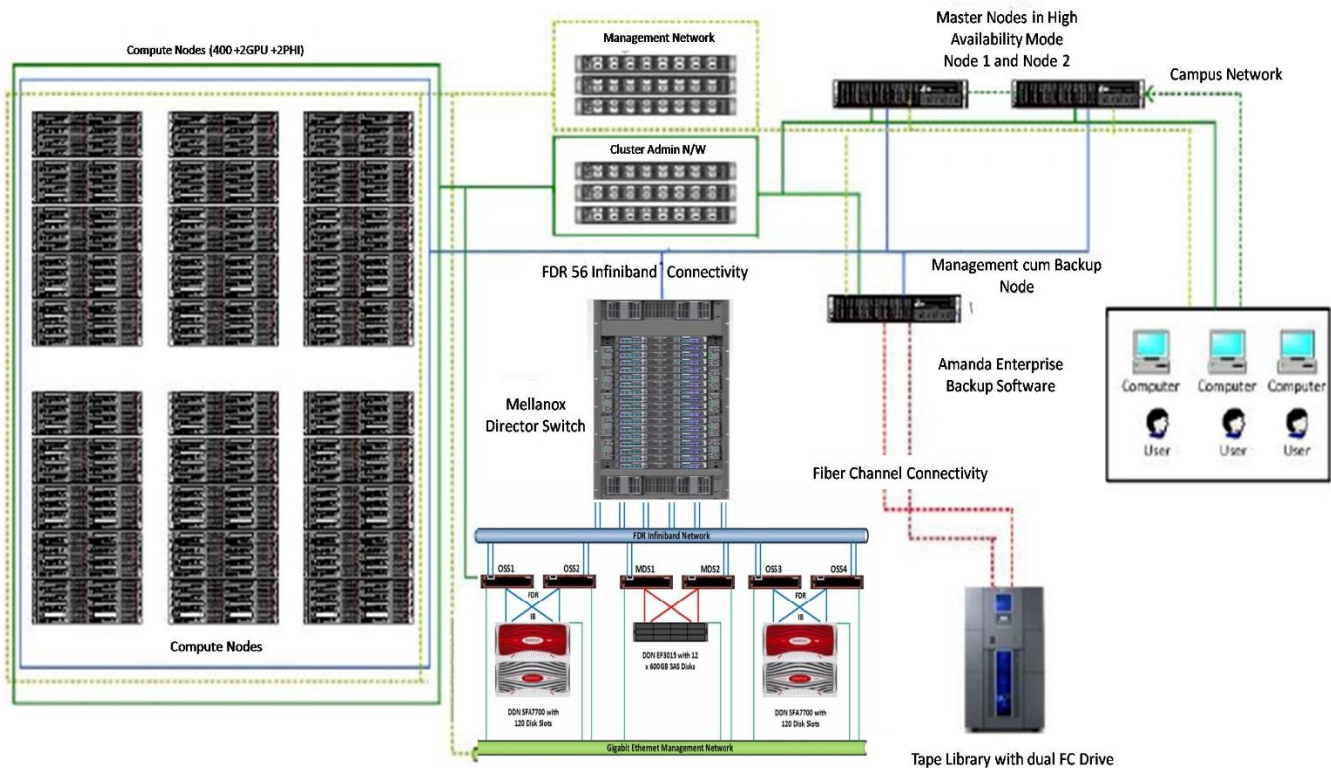 Compute Nodes (400 +2GPU +2PHI)
Management Network
Master Nodes in High
Availability Mode
Node 1 and Node 2
Campus Network
Cluster Admin N/W
FDR 56 Infiniband Connectivity
Management cum Backup
Node
Mellanox
Director Switch
Amanda Enterprise
Backup Software
Computer
Computer
Computer
User
User
User
Fiber Channel Connectivity
FDR Infiniband Network
OSS1
OSS2
MDS1
MDS2
OSS3
OSS4
FDR
IB
FDR
IB
Compute Nodes
DDN EF3015 with 12
x 600GB SAS Disks
DDN SFA7700 with
120 Disk Slots
DDN SFA7700 with
120 Disk Slots
Gigabit Ethernet Management Network
Tape Library with dual FC Drive